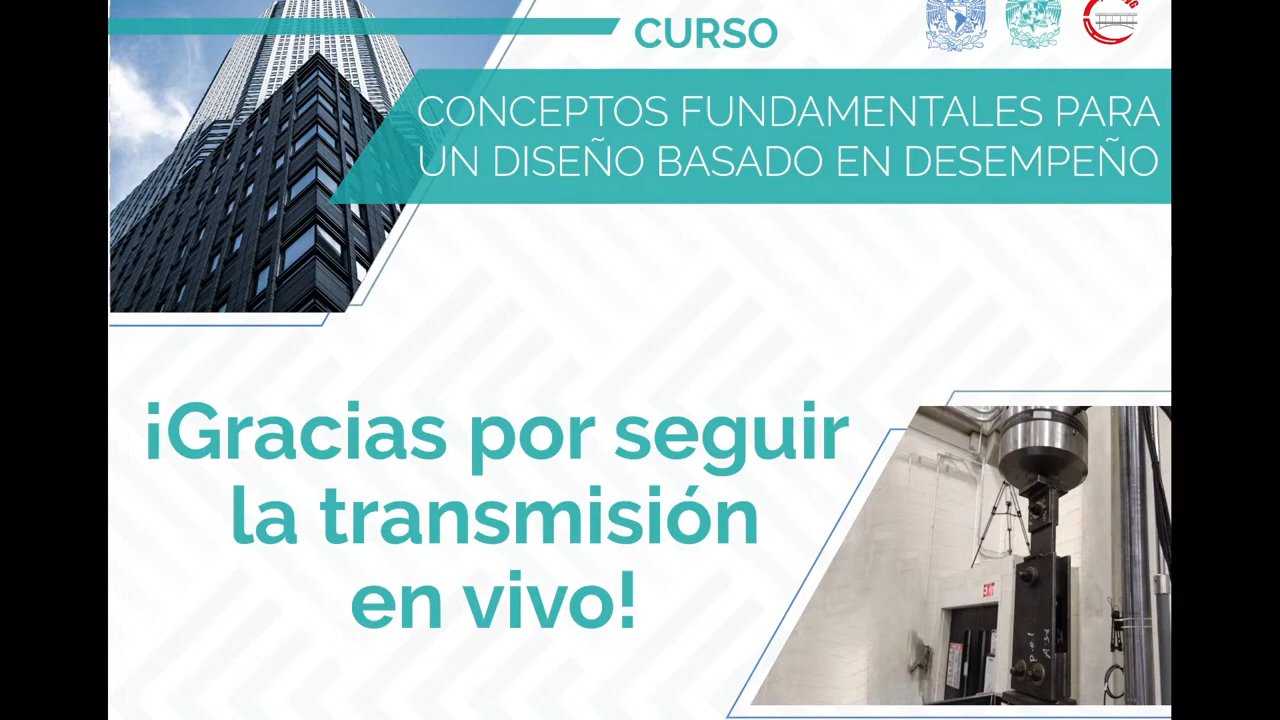 CURSO
CONCEPTOS FUNDAMENTALES PARA
UN DISEÑO BASADO EN DESEMPEÑO
¡Gracias por seguir
la transmisión
en vivo!
EXIT